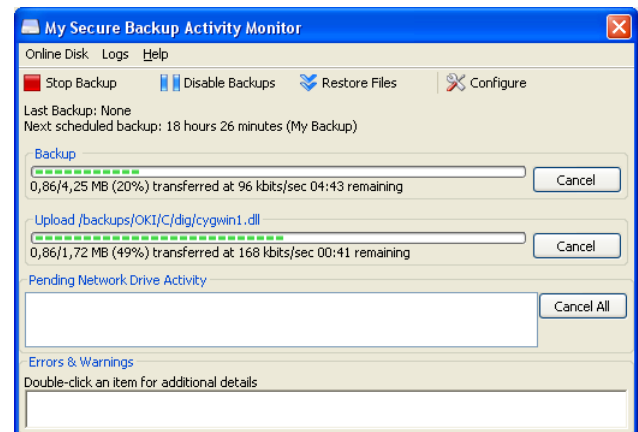 My Secure Backup Activity Monitor
Online Disk Logs Help
Stop Backup Disable Backups Restore Files Configure
Last Backup: None
Next scheduled backup: 18 hours 26 minutes (My Backup)
Backup
0,86/4,25 MB (20%) transferred at 96 kbits/sec 04:43 remaining
Cancel
Upload /backups/OKI/C/dig/cygwin1.dll
0,86/1,72 MB (49%) transferred at 168 kbits/sec 00:41 remaining
Cancel
Pending Network Drive Activity
Cancel All
Errors & Warnings
Double-click an item for additional details